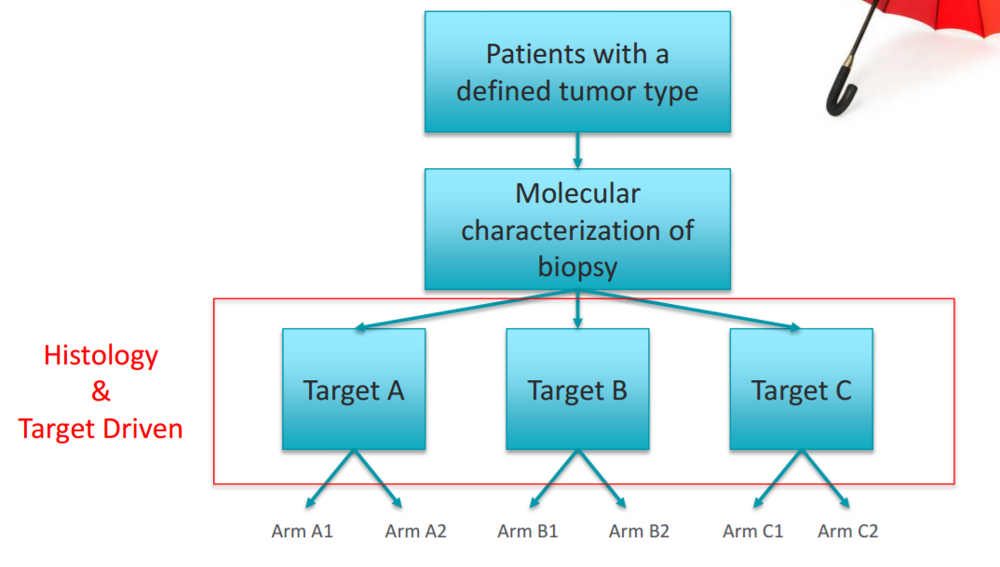 Patients with a
defined tumor type
Molecular
characterization of
biopsy
Histology
&
Target Driven
Target A
Target B
Target C
Arm A1
Arm A2
Arm B1
Arm B2
Arm C1
Arm C2